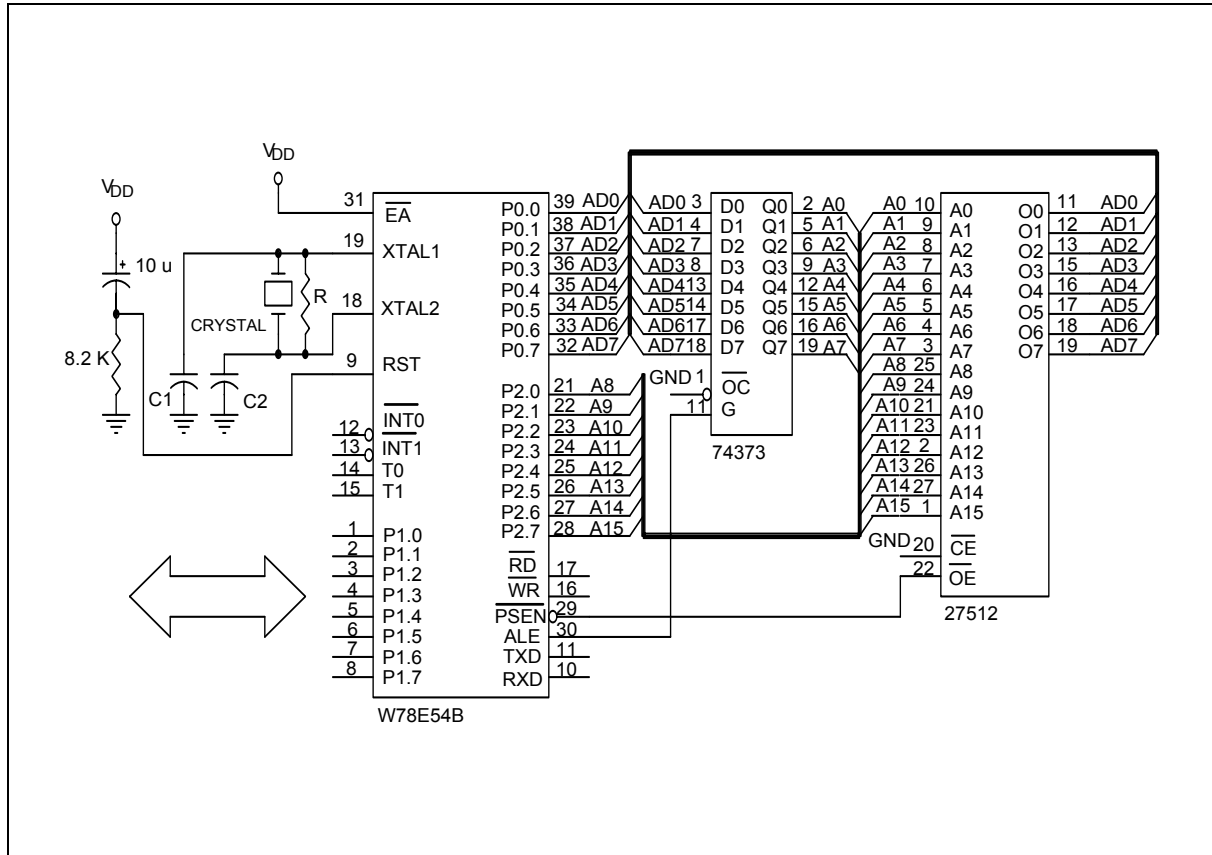 VDD
10 u
8.2 K
VDD
C1
C2
CRYSTAL
R
31 EA
19 XTAL1
18 XTAL2
9 RST
12 INT0
13 INT1
14 T0
15 T1
1 P1.0
2 P1.1
3 P1.2
4 P1.3
5 P1.4
6 P1.5
7 P1.6
8 P1.7
P0.0 39 AD0
P0.1 38 AD1
P0.2 37 AD2
P0.3 36 AD3
P0.4 35 AD4
P0.5 34 AD5
P0.6 33 AD6
P0.7 32 AD7
P2.0 21 A8
P2.1 22 A9
P2.2 23 A10
P2.3 24 A11
P2.4 25 A12
P2.5 26 A13
P2.6 27 A14
P2.7 28 A15
RD 17
WR 16
PSEN 29
ALE 30
TXD 11
RXD 10
W78E54B
AD0 3 D0 Q0 2 A0
AD1 4 D1 Q1 5 A1
AD2 7 D2 Q2 6 A2
AD3 8 D3 Q3 9 A3
AD4 13 D4 Q4 12 A4
AD5 14 D5 Q5 15 A5
AD6 17 D6 Q6 16 A6
AD7 18 D7 Q7 19 A7
GND 1 OC
11 G
74373
A0 10 A0 O0 11 AD0
A1 9 A1 O1 12 AD1
A2 8 A2 O2 13 AD2
A3 7 A3 O3 15 AD3
A4 6 A4 O4 16 AD4
A5 5 A5 O5 17 AD5
A6 4 A6 O6 18 AD6
A7 3 A7 O7 19 AD7
A8 25 A8
A9 24 A9
A10 21 A10
A11 23 A11
A12 2 A12
A13 26 A13
A14 27 A14
A15 1 A15
GND 20 CE
22 OE
27512